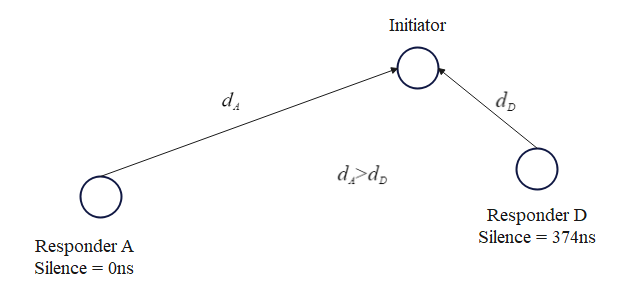 Initiator
d_A
d_D
d_A>d_D
Responder D
Silence = 374ns
Responder A
Silence = 0ns